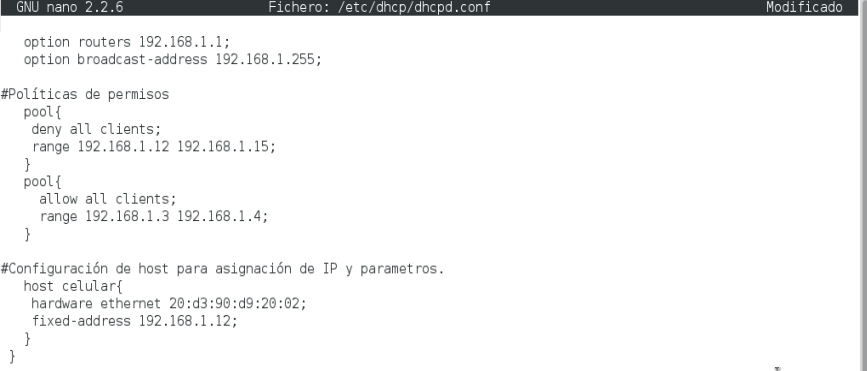 GNU nano 2.2.6 Fichero: /etc/dhcp/dhcpd.conf Modificado
option routers 192.168.1.1;
option broadcast-address 192.168.1.255;
#Políticas de permisos
pool{
deny all clients;
range 192.168.1.12 192.168.1.15;
}
pool{
allow all clients;
range 192.168.1.3 192.168.1.4;
}
#Configuración de host para asignación de IP y parametros.
host celular{
hardware ethernet 20:d3:90:d9:20:02;
fixed-address 192.168.1.12;
}
}